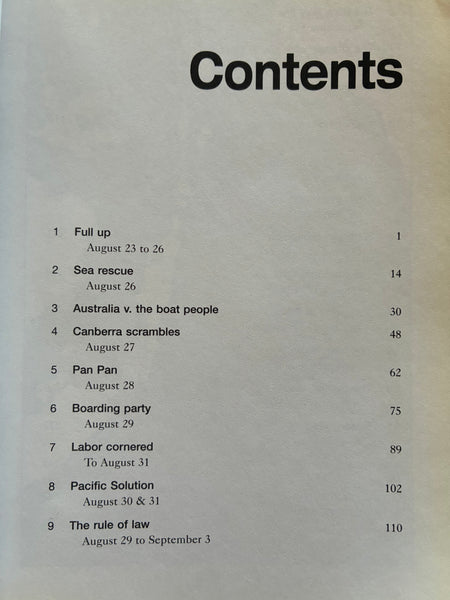 Contents
1 Full up 1
August 23 to 26
2 Sea rescue 14
August 26
3 Australia v. the boat people 30
4 Canberra scrambles 48
August 27
5 Pan Pan 62
August 28
6 Boarding party 75
August 29
7 Labor cornered 89
To August 31
8 Pacific Solution 102
August 30 & 31
9 The rule of law 110
August 29 to September 3